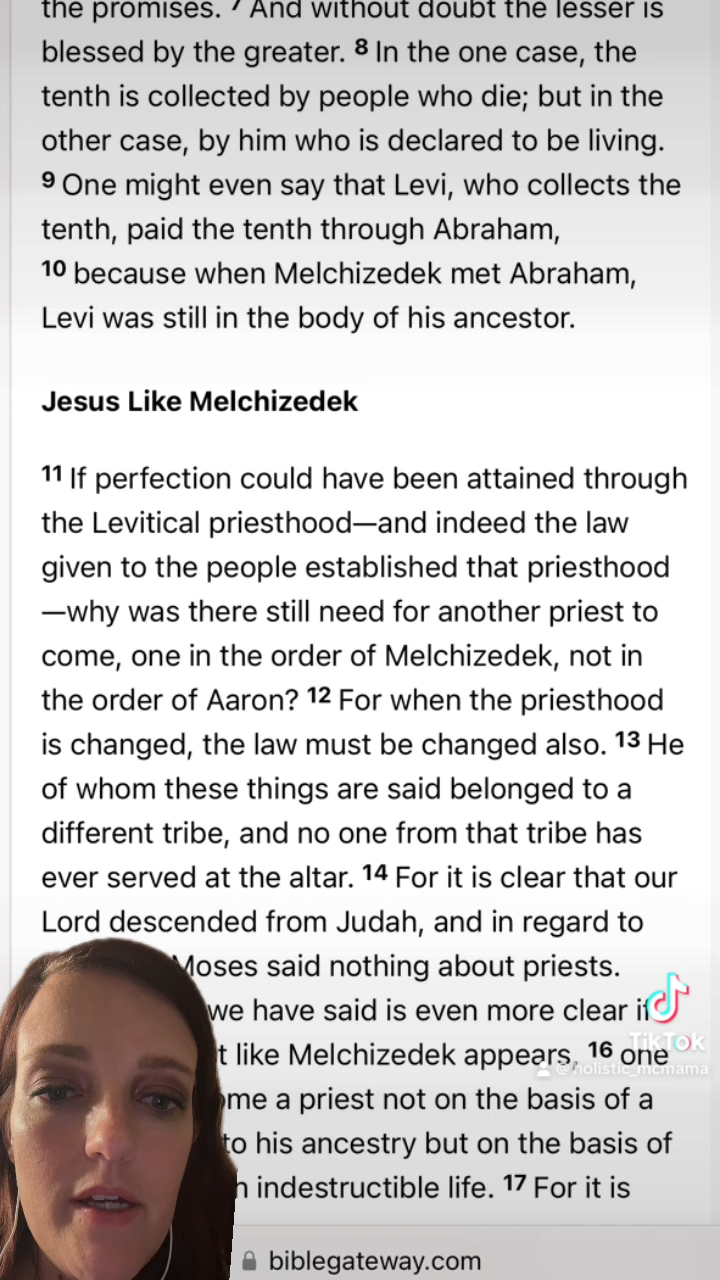 the promises. 7 And without doubt the lesser is
blessed by the greater. 8 In the one case, the
tenth is collected by people who die; but in the
other case, by him who is declared to be living.
9 One might even say that Levi, who collects the
tenth, paid the tenth through Abraham,
10 because when Melchizedek met Abraham,
Levi was still in the body of his ancestor.
Jesus Like Melchizedek
11 If perfection could have been attained through
the Levitical priesthood—and indeed the law
given to the people established that priesthood
—why was there still need for another priest to
come, one in the order of Melchizedek, not in
the order of Aaron? 12 For when the priesthood
is changed, the law must be changed also. 13 He
of whom these things are said belonged to a
different tribe, and no one from that tribe has
ever served at the altar. 14 For it is clear that our
Lord descended from Judah, and in regard to
Moses said nothing about priests.
we have said is even more clear if
like Melchizedek appears, 16 one
a priest not on the basis of a
to his ancestry but on the basis of
indestructible life. 17 For it is
TikTok
@holistic_mcmama
biblegateway.com